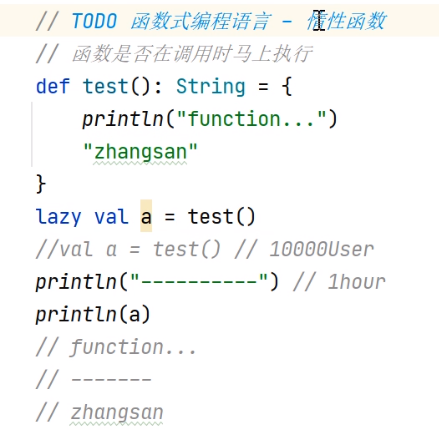 // TODO 函数式编程语言 - 惰性函数
// 函数是否在调用时马上执行
def test(): String = {
println("function...")
"zhangsan"
}
lazy val a = test()
//val a = test() // 10000User
println("----------") // 1hour
println(a)
// function...
// -------
// zhangsan